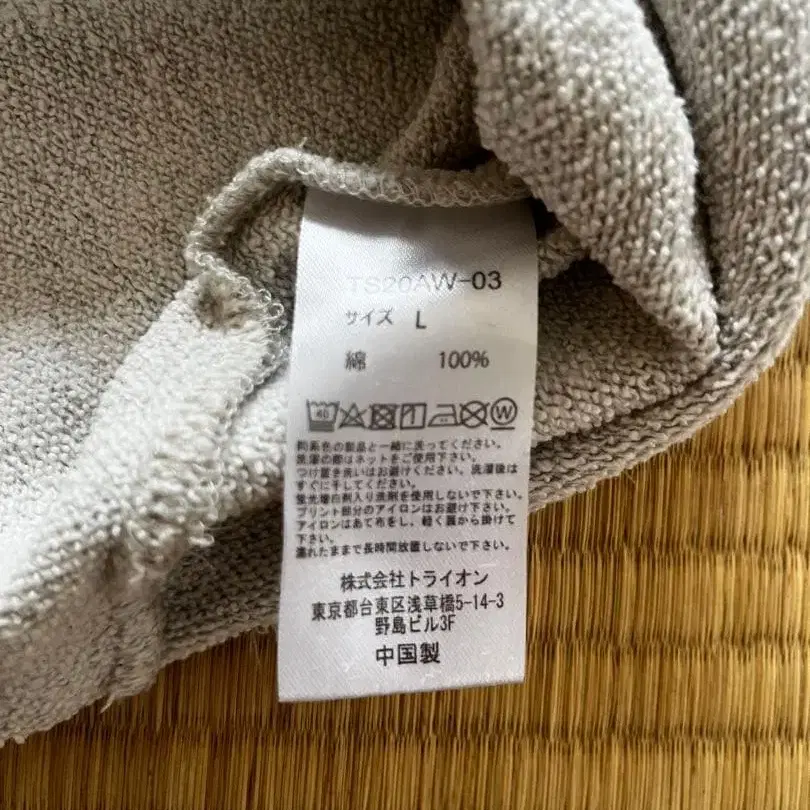 TS20AW-03
サイズ L
綿 100%
40
W
同系色の製品と一緒に洗ってください。
洗濯の際はネットをご使用下さい。
つけ置き洗いはお避けください。洗濯後は
すぐに干してください。
蛍光増白剤入り洗剤を使用しないで下さい。
プリント部分のアイロンはお避け下さい。
アイロンはあて布をし、軽く裏から掛けて
下さい。
濡れたままで長時間放置しないで下さい。
株式会社トライオン
東京都台東区浅草橋5-14-3
野島ビル3F
中国製